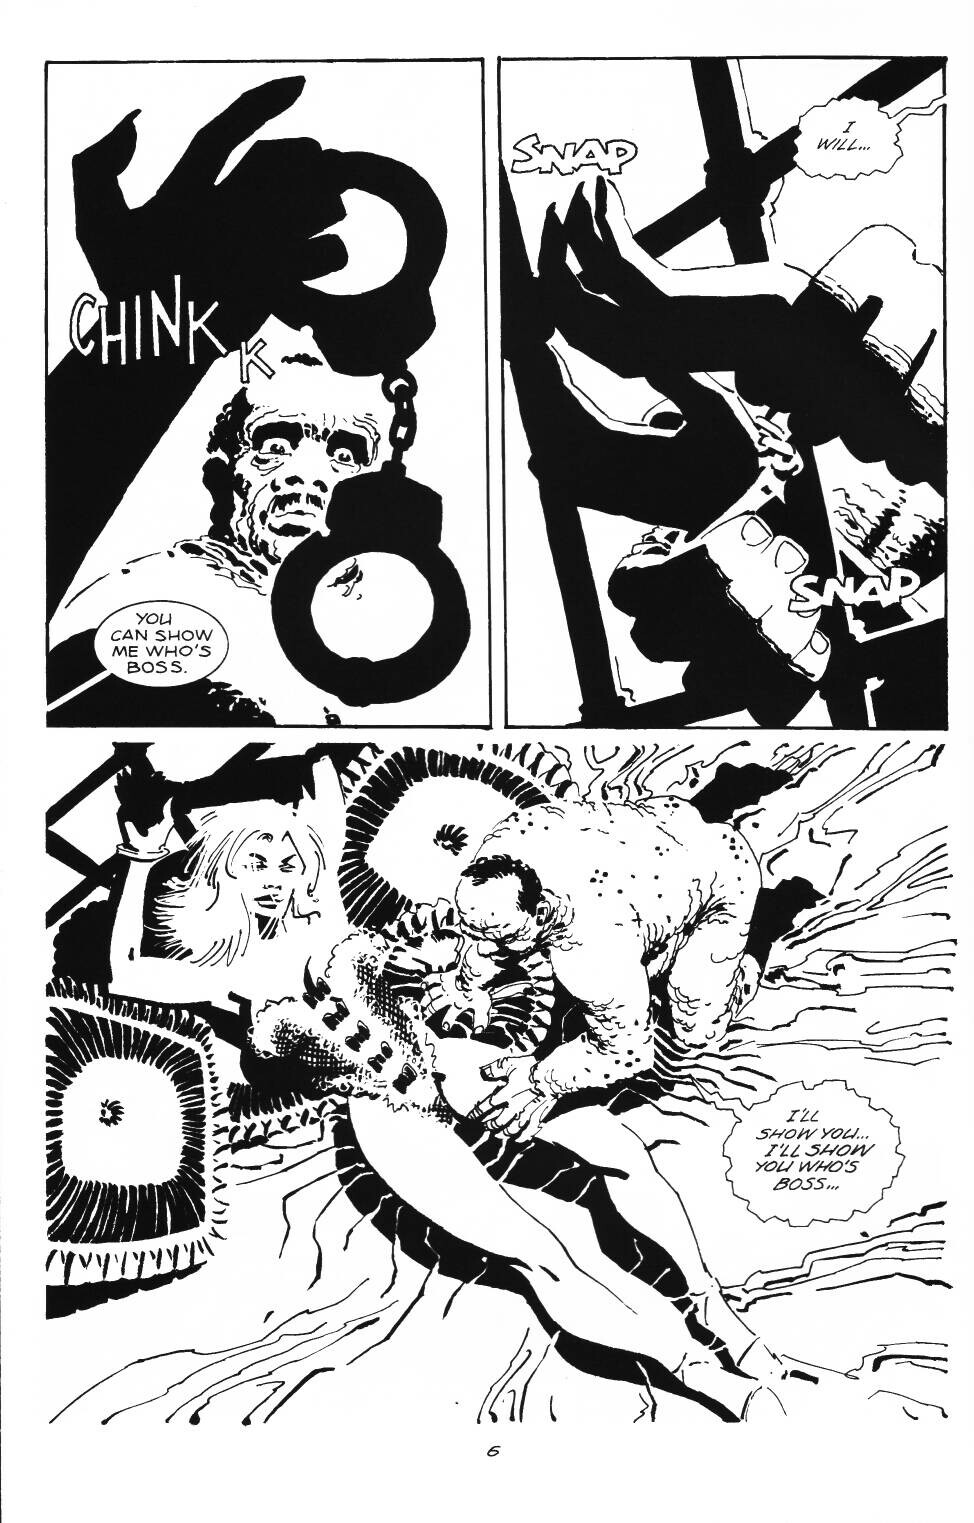 CHINK
K
YOU
CAN SHOW
ME WHO'S
BOSS.
SNAP
I
WILL...
SNAP
I'LL
SHOW YOU...
I'LL SHOW
YOU WHO'S
BOSS...
6